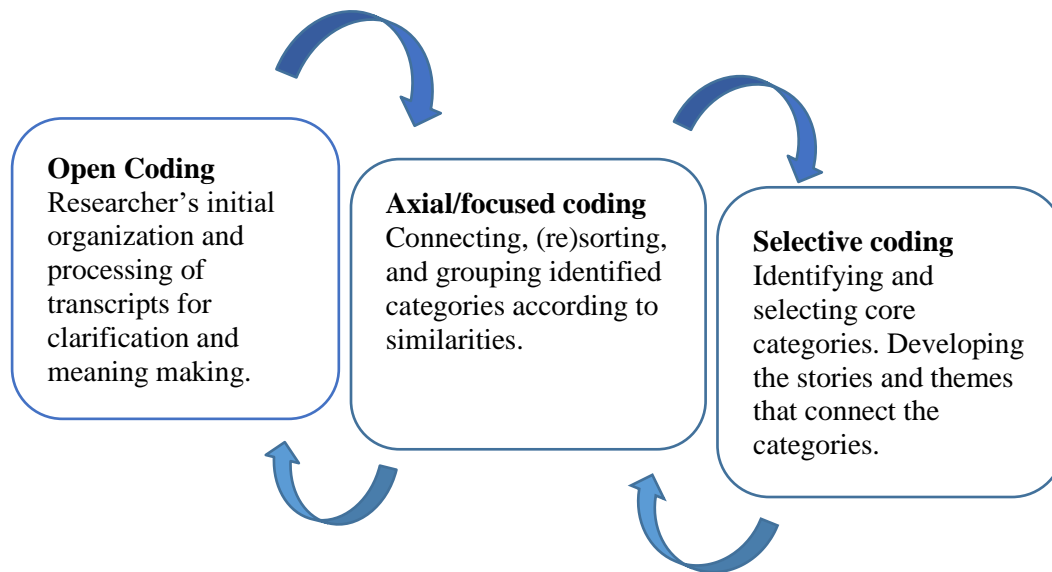 Open Coding
Researcher’s initial
organization and
processing of
transcripts for
clarification and
meaning making.
Axial/focused coding
Connecting, (re)sorting,
and grouping identified
categories according to
similarities.
Selective coding
Identifying and
selecting core
categories. Developing
the stories and themes
that connect the
categories.